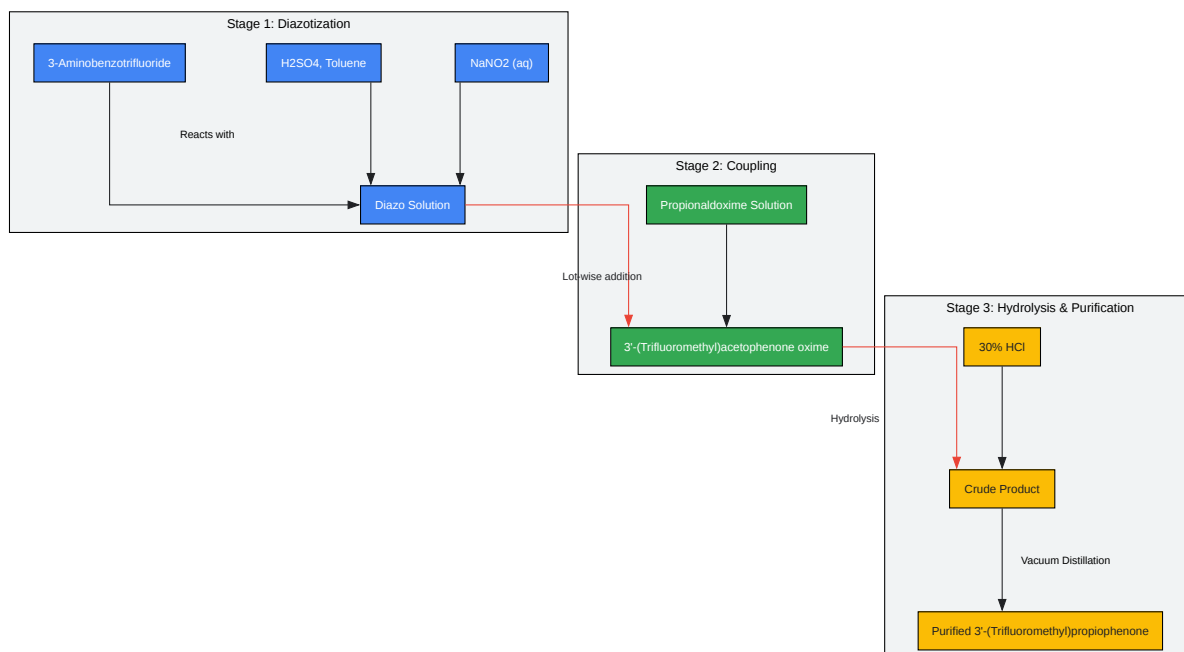 Stage 1: Diazotization
3-Aminobenzotrifluoride
H2SO4, Toluene
NaNO2 (aq)
Reacts with
Diazo Solution
Stage 2: Coupling
Propionaldoxime Solution
Lot-wise addition
3'-(Trifluoromethyl)acetophenone oxime
Stage 3: Hydrolysis & Purification
30% HCl
Hydrolysis
Crude Product
Vacuum Distillation
Purified 3'-(Trifluoromethyl)propiophenone